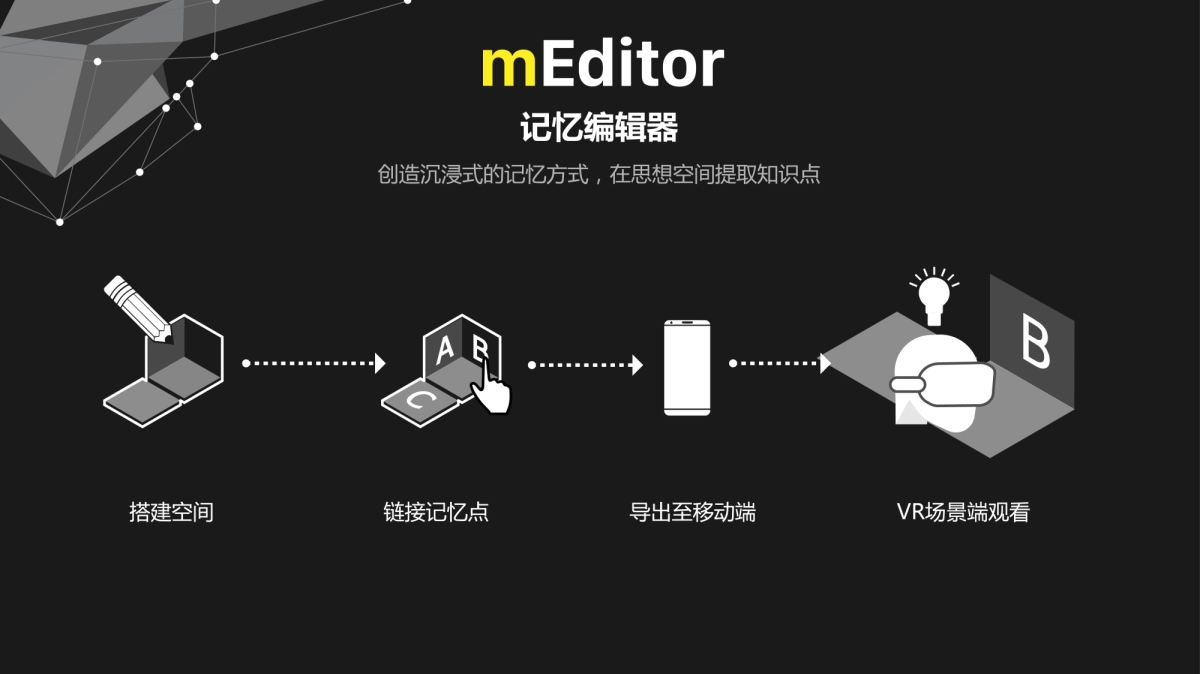 mEditor
记忆编辑器
创造沉浸式的记忆方式，在思想空间提取知识点
A B
C
B
搭建空间 链接记忆点 导出至移动端 VR场景端观看